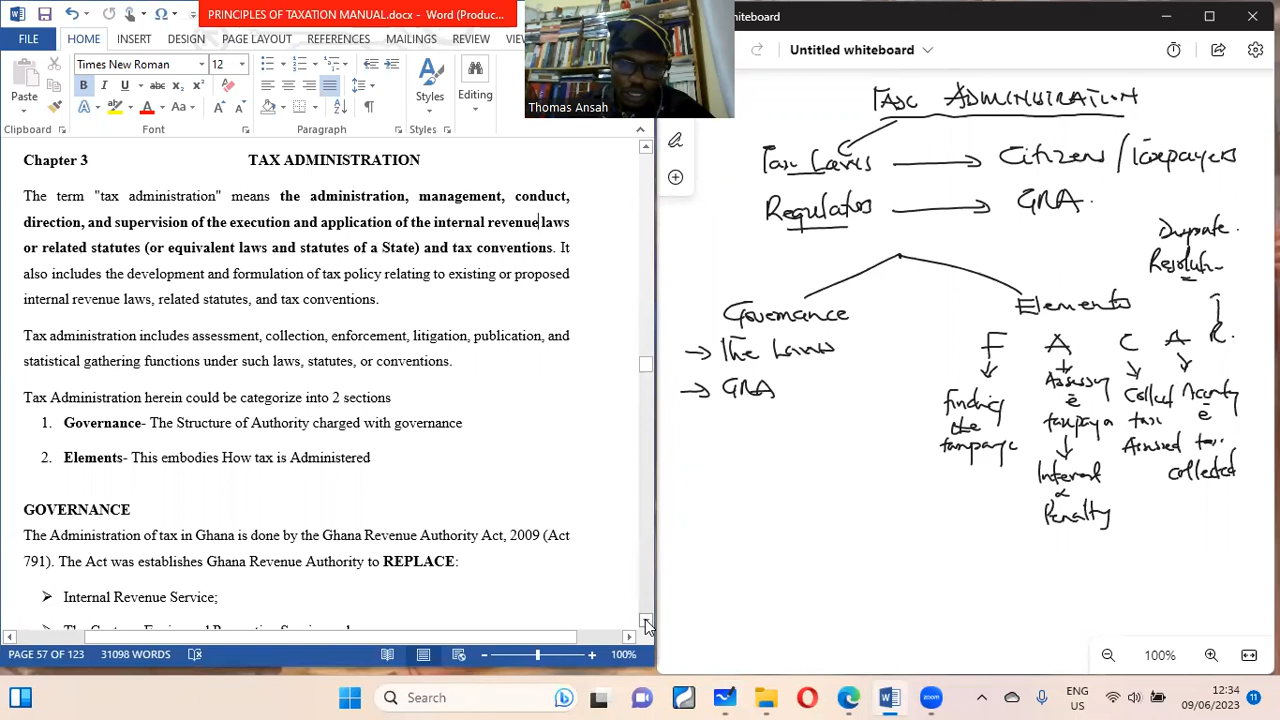 PRINCIPLES OF TAXATION MANUAL.docx - Word (Produc...
FILE HOME INSERT DESIGN PAGE LAYOUT REFERENCES MAILINGS REVIEW VIEW
Times New Roman 12
Paste
B I U abc x₂ x²
Styles
Editing
Clipboard Font Paragraph Styles
Thomas Ansah
Chapter 3 TAX ADMINISTRATION
The term "tax administration" means the administration, management, conduct,
direction, and supervision of the execution and application of the internal revenue laws
or related statutes (or equivalent laws and statutes of a State) and tax conventions. It
also includes the development and formulation of tax policy relating to existing or proposed
internal revenue laws, related statutes, and tax conventions.
Tax administration includes assessment, collection, enforcement, litigation, publication, and
statistical gathering functions under such laws, statutes, or conventions.
Tax Administration herein could be categorize into 2 sections
1. Governance- The Structure of Authority charged with governance
2. Elements- This embodies How tax is Administered
GOVERNANCE
The Administration of tax in Ghana is done by the Ghana Revenue Authority Act, 2009 (Act
791). The Act was establishes Ghana Revenue Authority to REPLACE:
Internal Revenue Service;
PAGE 57 OF 123 31098 WORDS 100%
Whiteboard
Untitled whiteboard
TAX ADMINISTRATION
Tax Laws → Citizens / Taxpayers
Regulators → GRA.
Dispute
Resolution
Governance Elements
→ The Laws
→ GRA
F A C A R.
Finding
the
Assessing
Collect
tax
Assessed
tax
collected
Interest
&
Penalty
100%
Search
ENG
US
12:34
09/06/2023
11